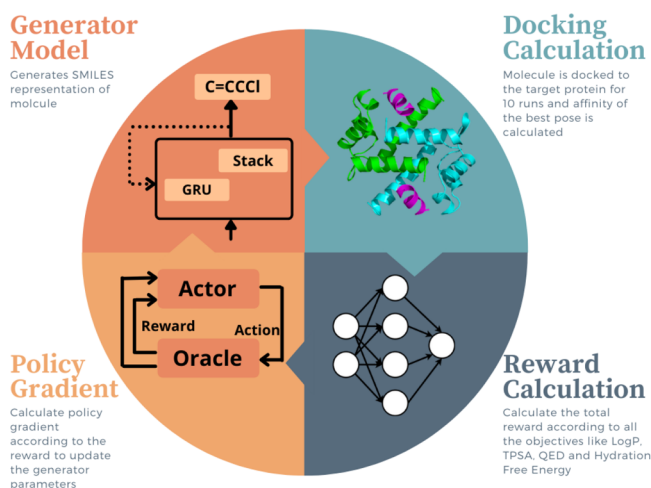 Generator
Model
Generates SMILES
representation of
molcule
C=CCCl
Stack
GRU
Docking
Calculation
Molecule is docked to
the target protein for
10 runs and affinity of
the best pose is
calculated
Actor
Reward
Action
Oracle
Policy
Gradient
Calculate policy
gradient
according to the
reward to update
the generator
parameters
Reward
Calculation
Calculate the total
reward according to all
the objectives like LogP,
TPSA, QED and Hydration
Free Energy